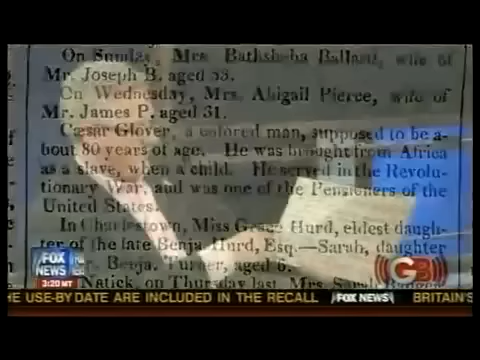 On Sunday, Mrs. Bathsheba Ballard, wife of
Mr. Joseph B. aged 53.
On Wednesday, Mrs. Abigail Pierce, wife of
Mr. James P. aged 31.
Cæsar Glover, a colored man, supposed to be a-
bout 80 years of age. He was brought from Africa
as a slave, when a child. He served in the Revolu-
tionary War, and was one of the Pensioners of the
United States.
In Charlestown, Miss Grace Hurd, eldest daugh-
ter of the late Benja. Hurd, Esq.—Sarah, daughter
Benja. Turner, aged 6.
Natick, on Thursday last, Mrs. Sarah
FOX
NEWS
3:20 MT
GB
E USE-BY DATE ARE INCLUDED IN THE RECALL
FOX NEWS
BRITAIN'S